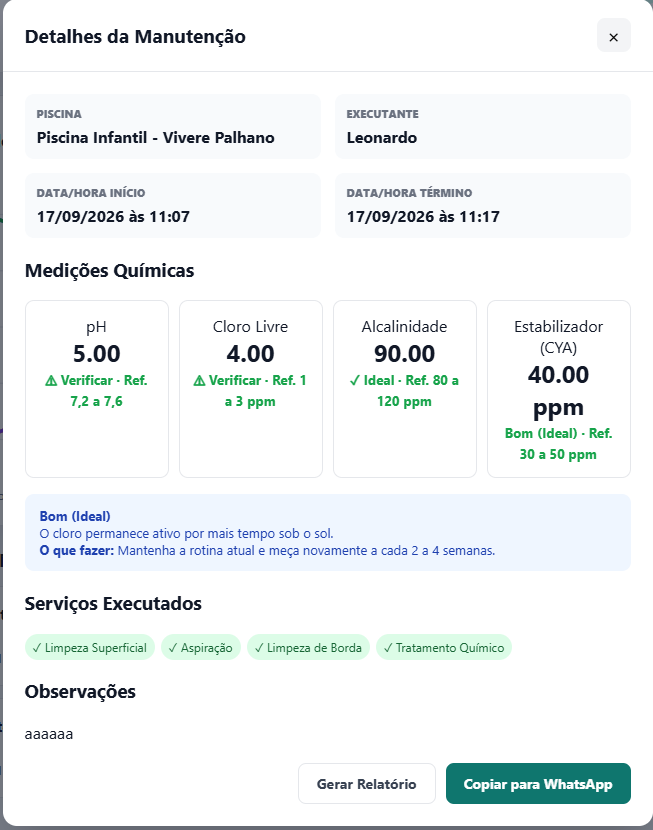 Detalhes da Manutenção
×
PISCINA
Piscina Infantil - Vivere Palhano
EXECUTANTE
Leonardo
DATA/HORA INÍCIO
17/09/2026 às 11:07
DATA/HORA TÉRMINO
17/09/2026 às 11:17
Medições Químicas
pH
5.00
⚠ Verificar · Ref.
7,2 a 7,6
Cloro Livre
4.00
⚠ Verificar · Ref. 1
a 3 ppm
Alcalinidade
90.00
✓ Ideal · Ref. 80 a
120 ppm
Estabilizador
(CYA)
40.00
ppm
Bom (Ideal) · Ref.
30 a 50 ppm
Bom (Ideal)
O cloro permanece ativo por mais tempo sob o sol.
O que fazer: Mantenha a rotina atual e meça novamente a cada 2 a 4 semanas.
Serviços Executados
✓ Limpeza Superficial
✓ Aspiração
✓ Limpeza de Borda
✓ Tratamento Químico
Observações
aaaaaa
Gerar Relatório
Copiar para WhatsApp